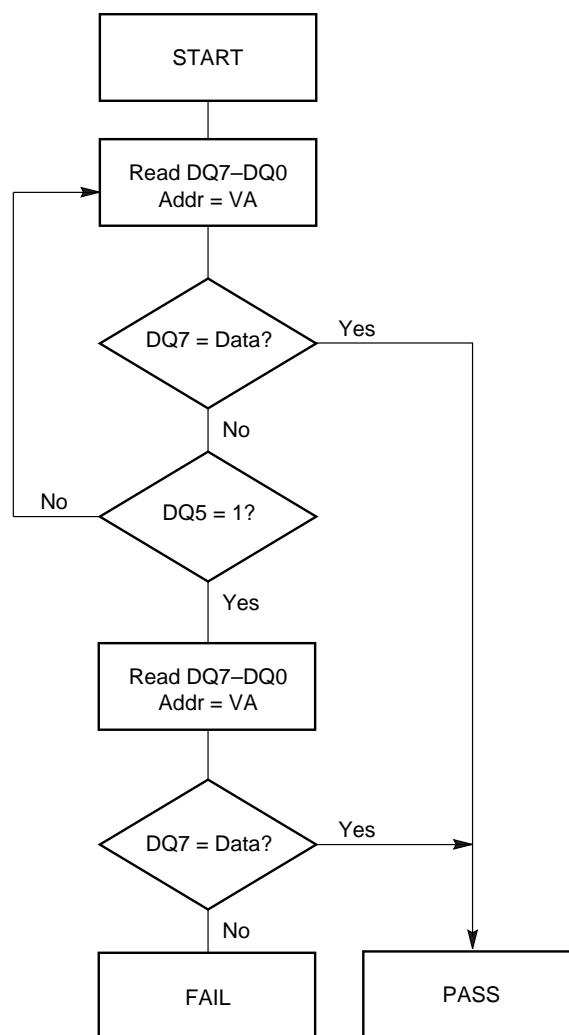 START
Read DQ7–DQ0
Addr = VA
DQ7 = Data?
Yes
No
No
DQ5 = 1?
Yes
Read DQ7–DQ0
Addr = VA
DQ7 = Data?
Yes
No
FAIL
PASS